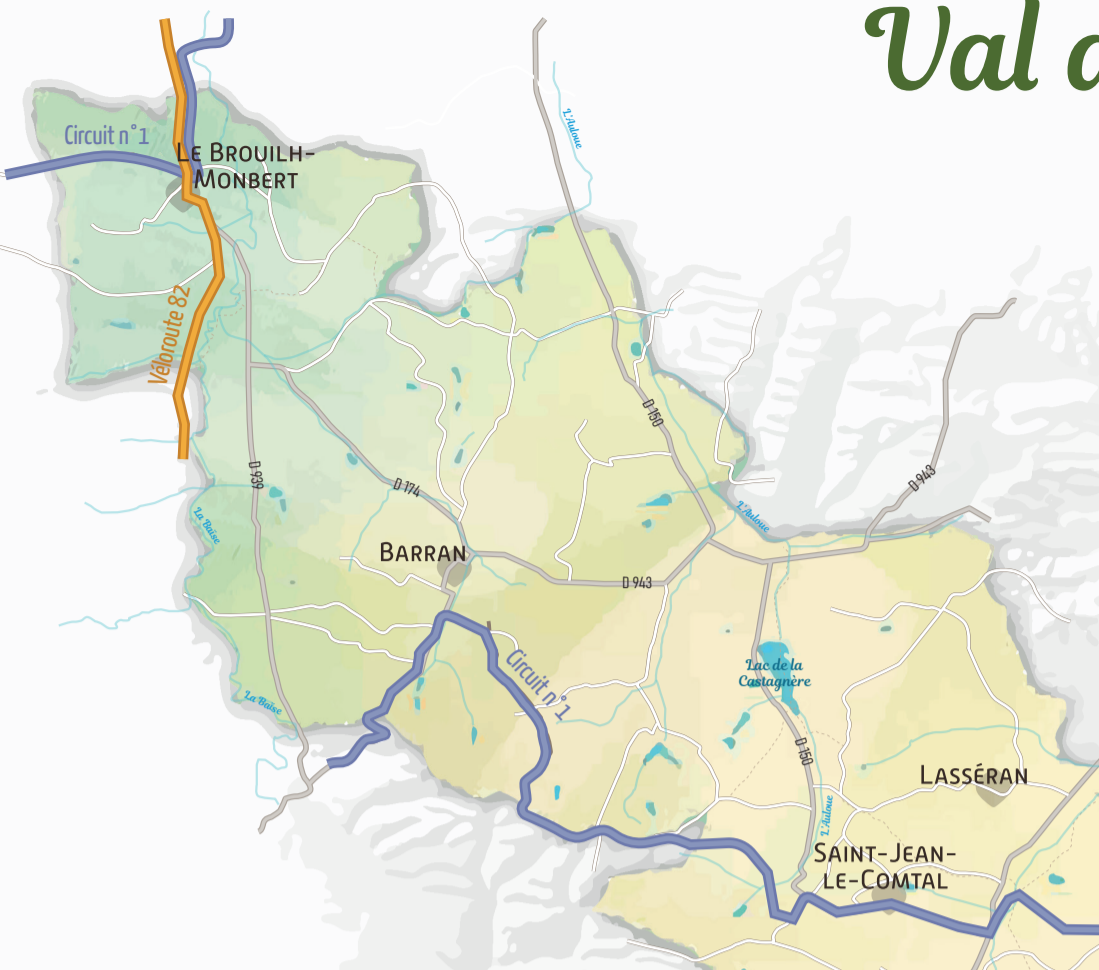 Val d
L'Auloue
Circuit n°1
LE BROUILH-
MONBERT
Véloroute 82
D 150
D 939
D 174
D 943
L'Auloue
La Baïse
BARRAN
D 943
Circuit n°1
Lac de la
Castagnère
La Baïse
D 150
LASSÉRAN
L'Auloue
SAINT-JEAN-
LE-COMTAL